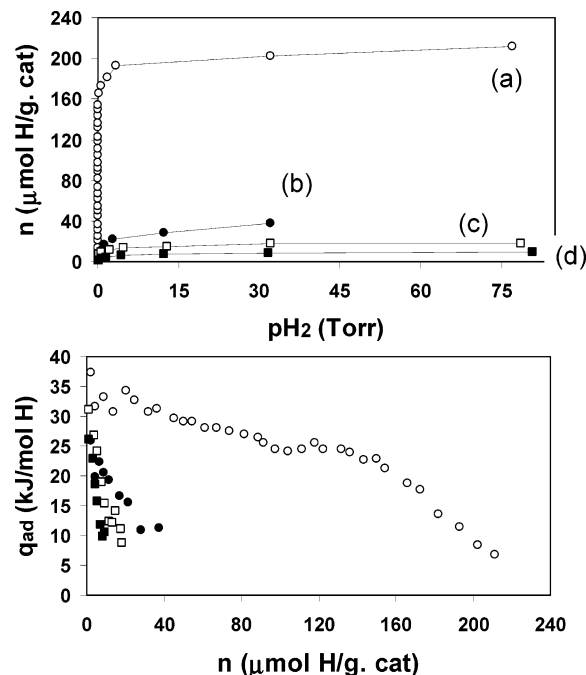 240
200
160
120
80
40
0
n (μmol H/g. cat)
(a)
(b)
(c)
(d)
0 15 30 45 60 75
pH₂ (Torr)
40
35
30
25
20
15
10
5
0
qad (kJ/mol H)
0 40 80 120 160 200 240
n (μmol H/g. cat)